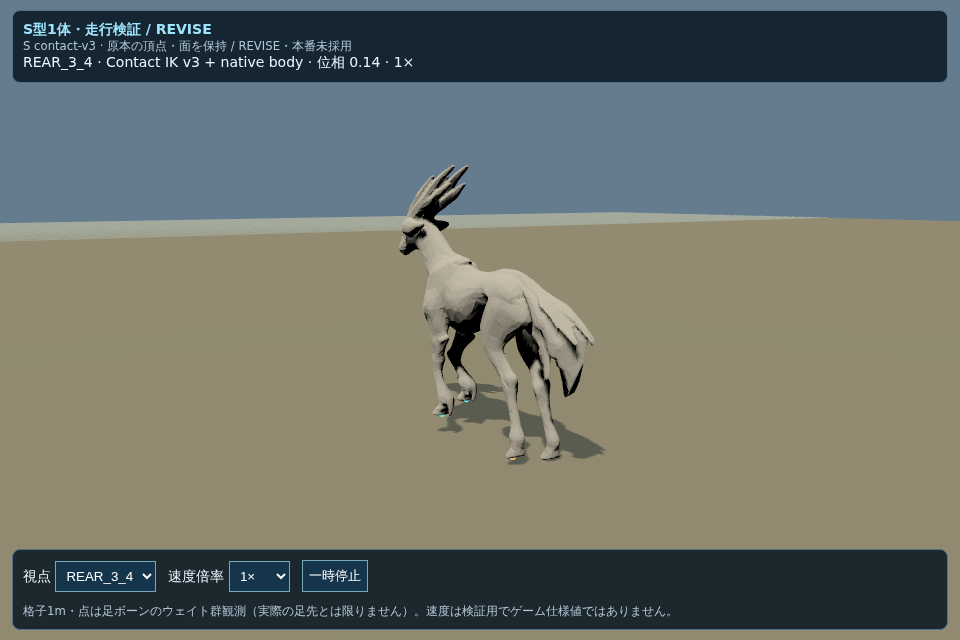 S型1体・走行検証 / REVISE
S contact-v3 · 原本の頂点・面を保持 / REVISE・本番未採用
REAR_3_4 · Contact IK v3 + native body · 位相 0.14 · 1×
視点 REAR_3_4 速度倍率 1× 一時停止
格子1m・点は足ボーンのウェイト群観測（実際の足先とは限りません）。速度は検証用でゲーム仕様値ではありません。